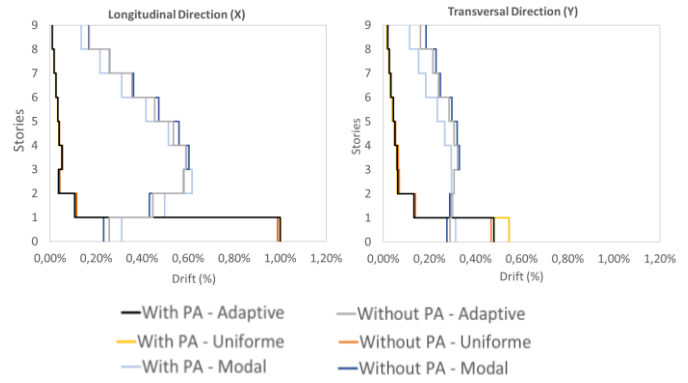 Longitudinal Direction (X)
Transversal Direction (Y)
Stories
9
8
7
6
5
4
3
2
1
0
0,00% 0,20% 0,40% 0,60% 0,80% 1,00% 1,20%
Drift (%)
Stories
9
8
7
6
5
4
3
2
1
0
0,00% 0,20% 0,40% 0,60% 0,80% 1,00% 1,20%
Drift (%)
With PA - Adaptive
Without PA - Adaptive
With PA - Uniforme
Without PA - Uniforme
With PA - Modal
Without PA - Modal